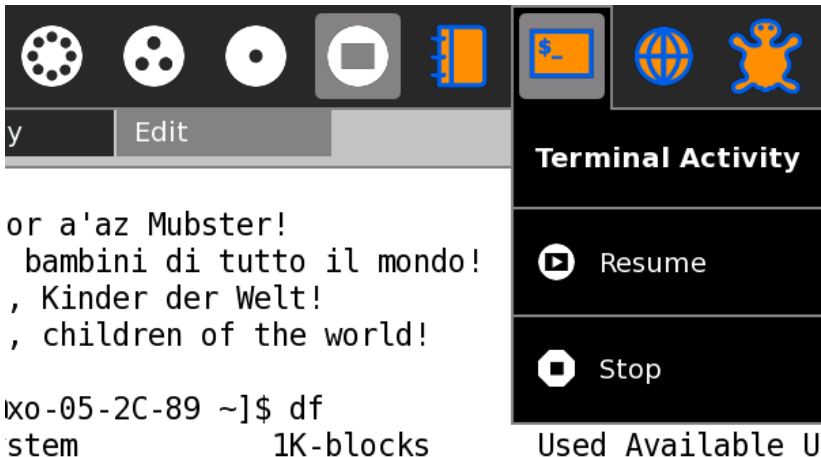 $_
y Edit
Terminal Activity
or a'az Mubster!
bambini di tutto il mondo!
Resume
, Kinder der Welt!
, children of the world!
Stop
xo-05-2C-89 ~]$ df
stem 1K-blocks Used Available U